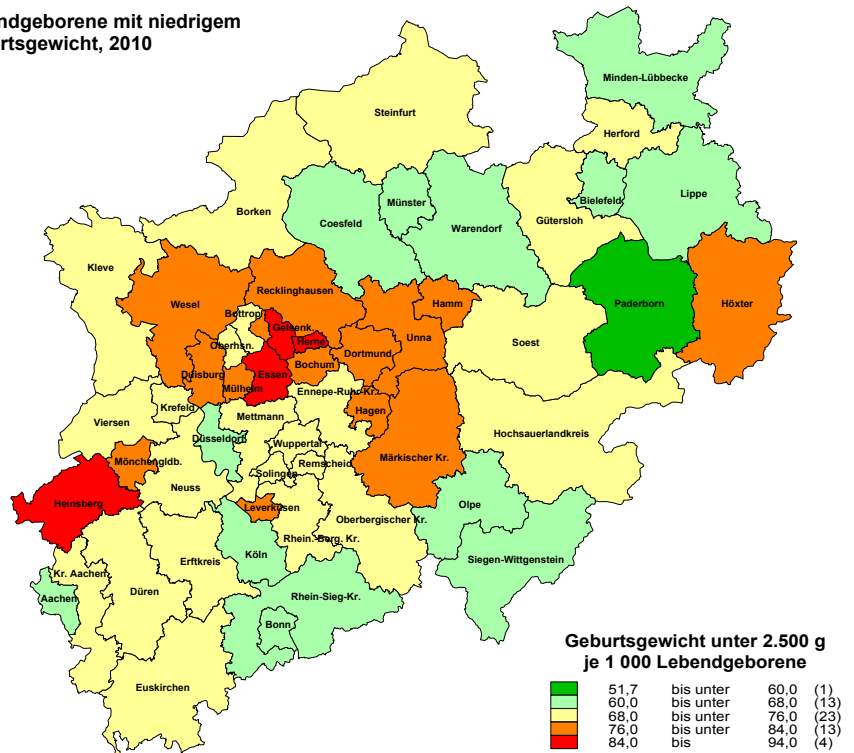 ndgeborene mit niedrigem
rtsgewicht, 2010
Minden-Lübbecke
Steinfurt
Herford
Bielefeld
Lippe
Münster
Borken
Coesfeld
Warendorf
Gütersloh
Kleve
Wesel
Recklinghausen
Hamm
Paderborn
Höxter
Bottrop
Gelsenk.
Oberhsn.
Herne
Dortmund
Unna
Soest
Duisburg
Essen
Bochum
Mülheim
Ennepe-Ruhr-Kr.
Krefeld
Mettmann
Hagen
Viersen
Düsseldorf
Wuppertal
Hochsauerlandkreis
Mönchengldb.
Remscheid
Märkischer Kr.
Solingen
Neuss
Heinsberg
Leverkusen
Olpe
Oberbergischer Kr.
Rhein.-Berg. Kr.
Köln
Siegen-Wittgenstein
Erftkreis
Kr. Aachen
Düren
Aachen
Rhein-Sieg-Kr.
Bonn
Euskirchen
Geburtsgewicht unter 2.500 g
je 1 000 Lebendgeborene
51,7 bis unter 60,0 (1)
60,0 bis unter 68,0 (13)
68,0 bis unter 76,0 (23)
76,0 bis unter 84,0 (13)
84,0 bis 94,0 (4)